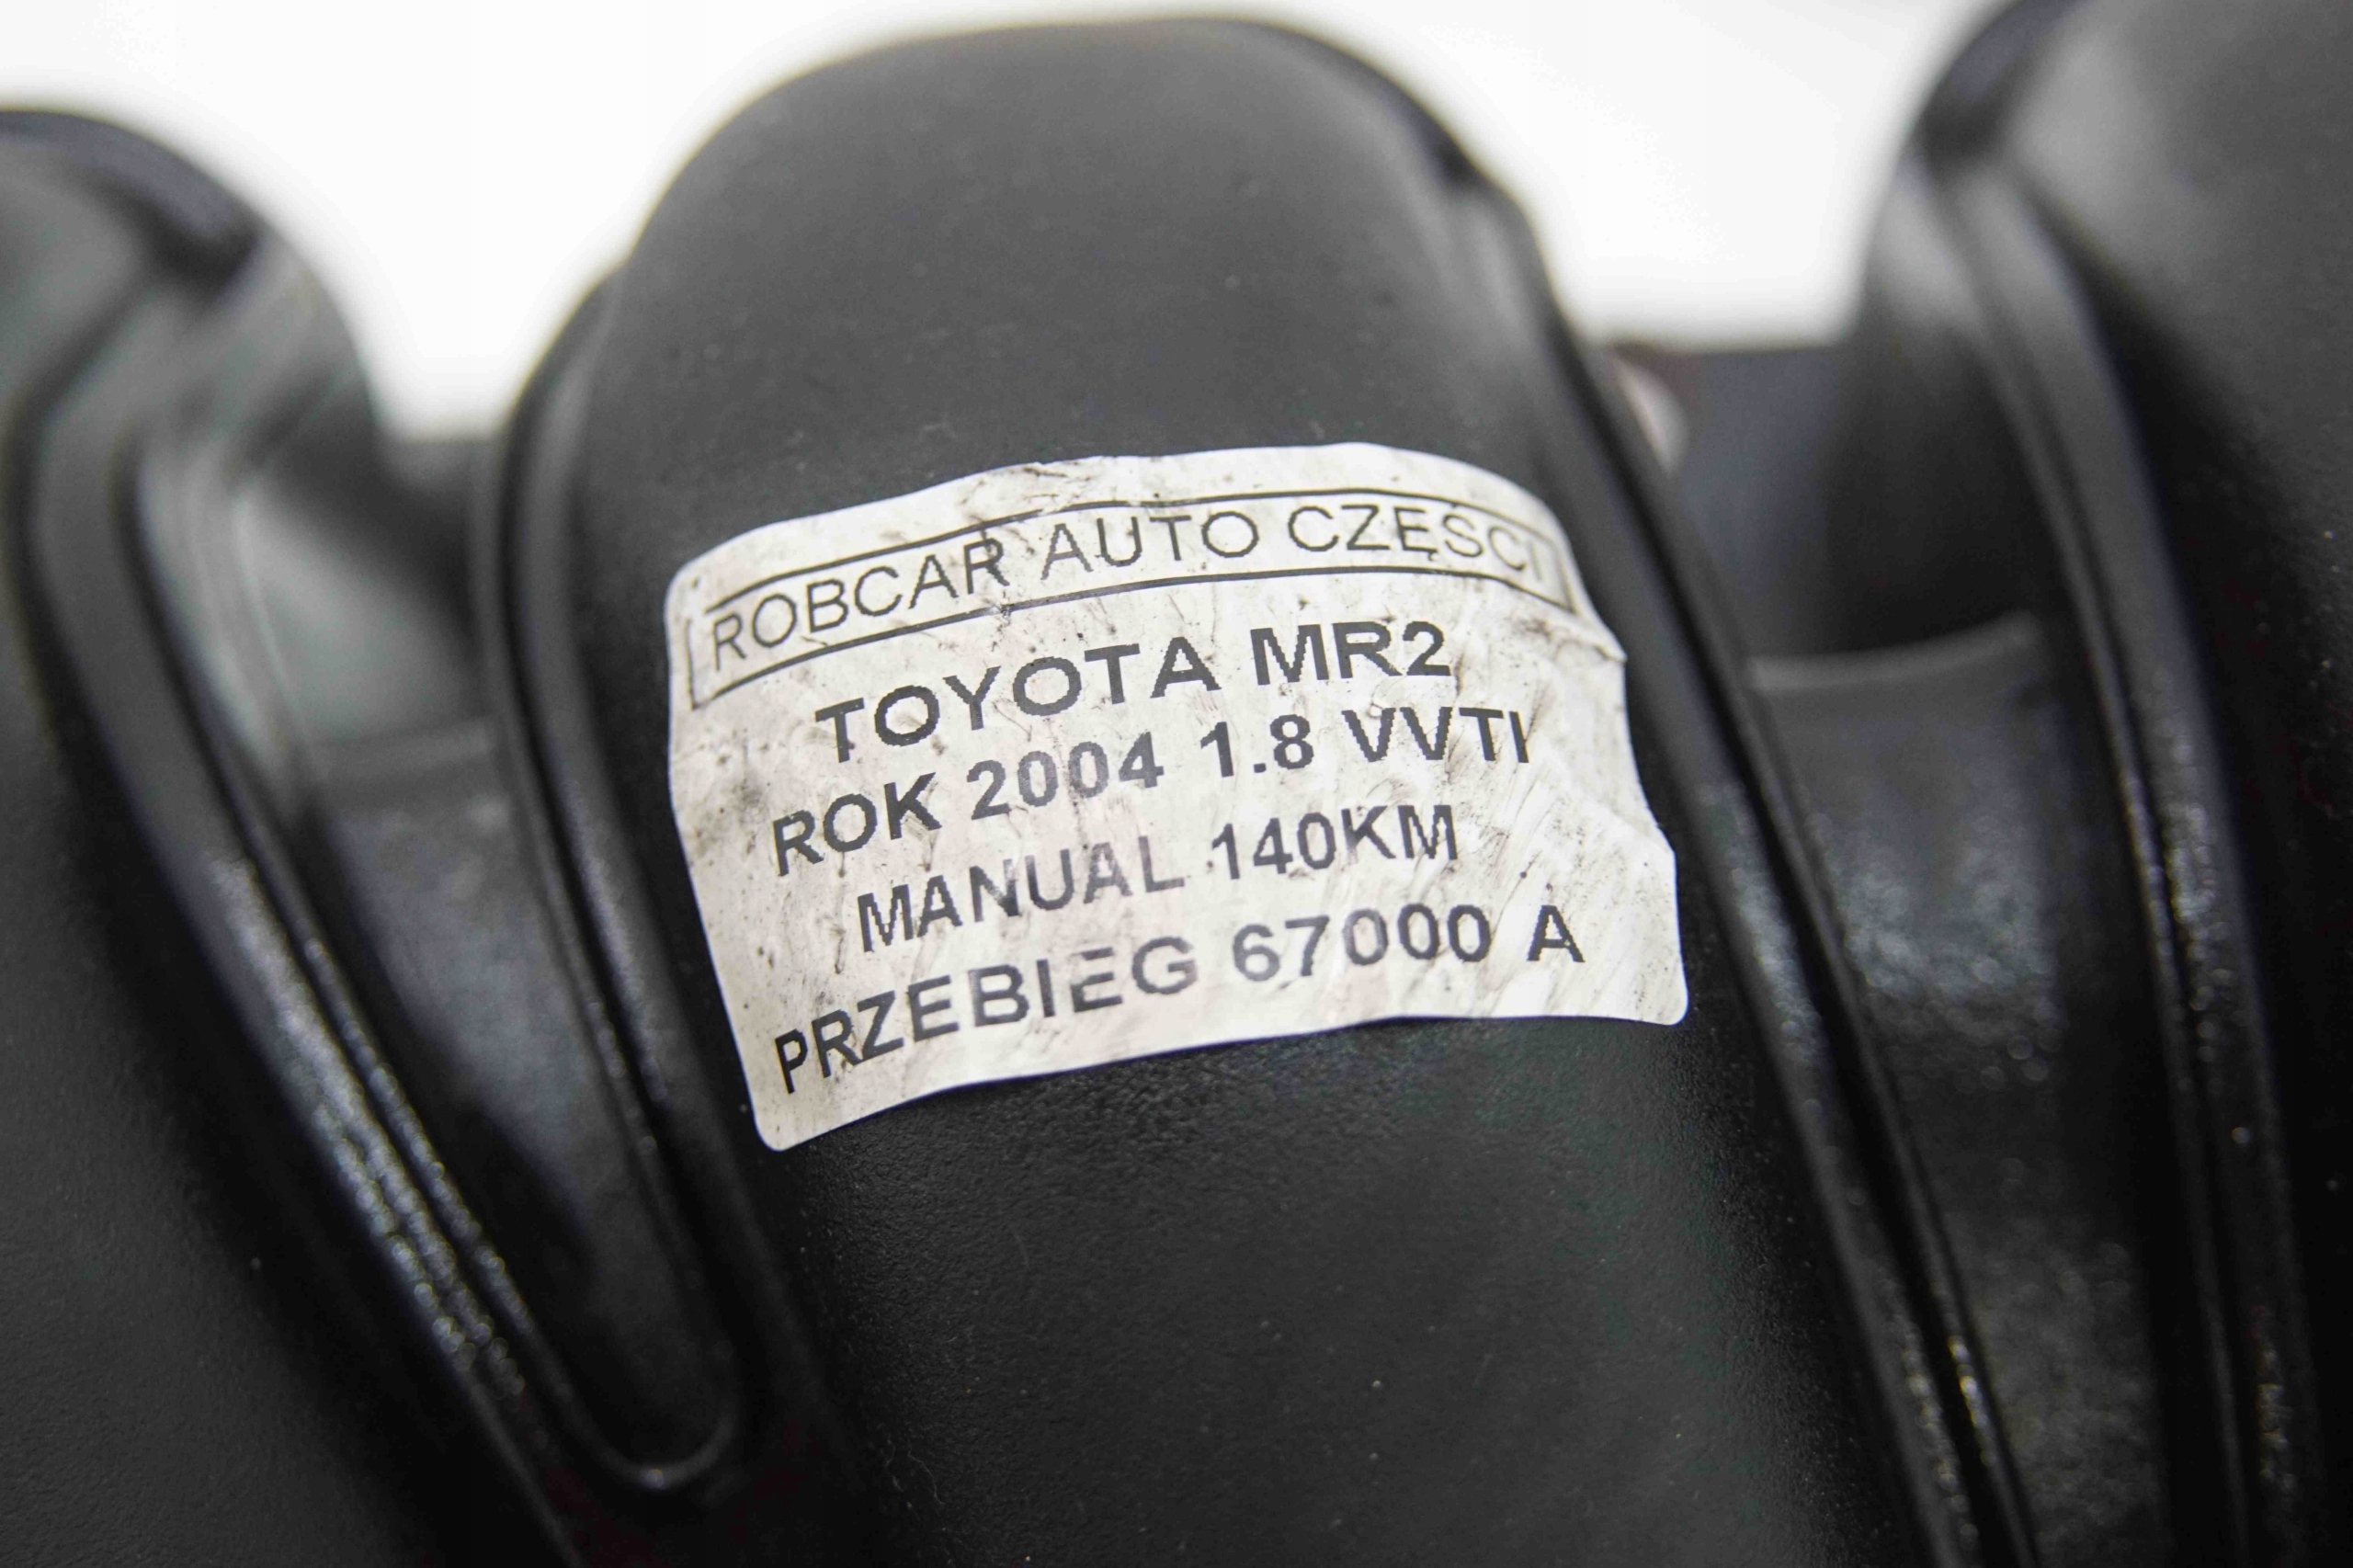 ROBCAR AUTO CZĘŚCI
TOYOTA MR2
ROK 2004 1.8 VVTI
MANUAL 140KM
PRZEBIEG 67000 A